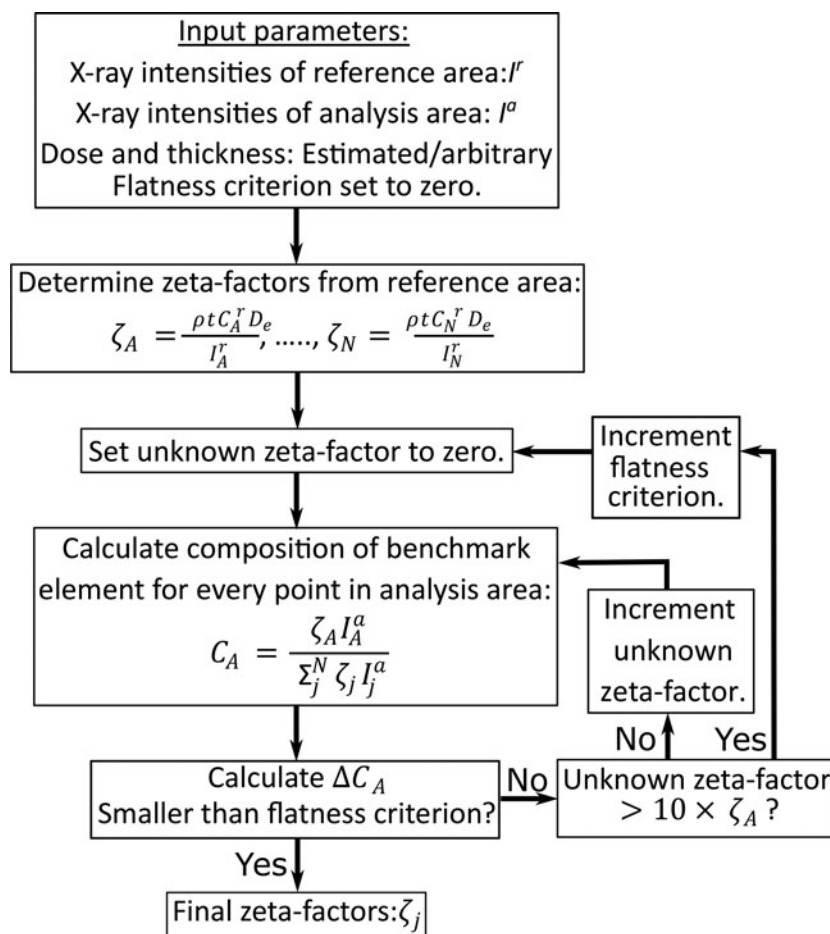 Input parameters:
X-ray intensities of reference area:Iʳ
X-ray intensities of analysis area: Iᵃ
Dose and thickness: Estimated/arbitrary
Flatness criterion set to zero.
Determine zeta-factors from reference area:
ζ_A = ρtC_A^r D_e / I_A^r, ....., ζ_N = ρtC_N^r D_e / I_N^r
Set unknown zeta-factor to zero.
Increment
flatness
criterion.
Calculate composition of benchmark
element for every point in analysis area:
C_A = ζ_A I_A^a / Σ_j^N ζ_j I_j^a
Increment
unknown
zeta-factor.
No Yes
Calculate ΔC_A
Smaller than flatness criterion?
No
Unknown zeta-factor
> 10 × ζ_A ?
Yes
Final zeta-factors:ζ_j